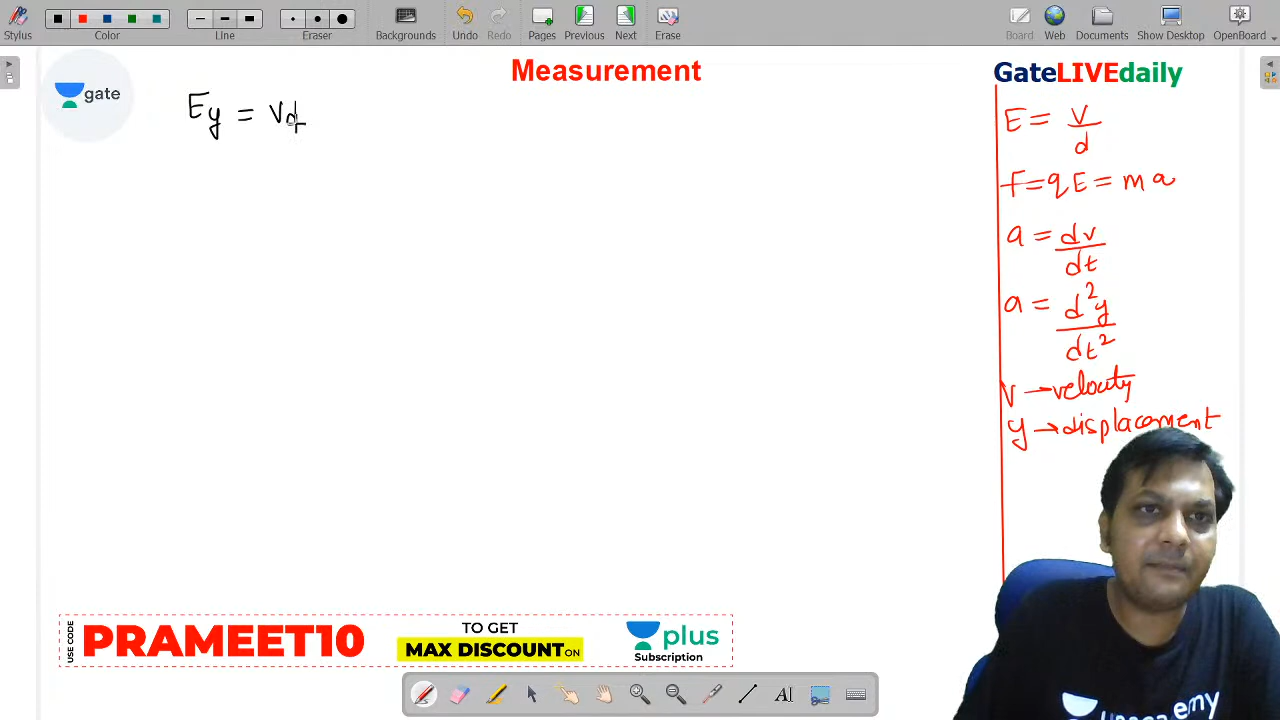 Stylus
Color
Line
Eraser
Backgrounds
Undo
Redo
Pages
Previous
Next
Erase
Board
Web
Documents
Show Desktop
OpenBoard
Measurement
GateLIVEdaily
gate
Ey = Vd
E = V/d
F = qE = ma
a = dv/dt
a = d²y/dt²
v → velocity
y → displacement
USE CODE
PRAMEET10
TO GET
MAX DISCOUNT ON
plus
Subscription